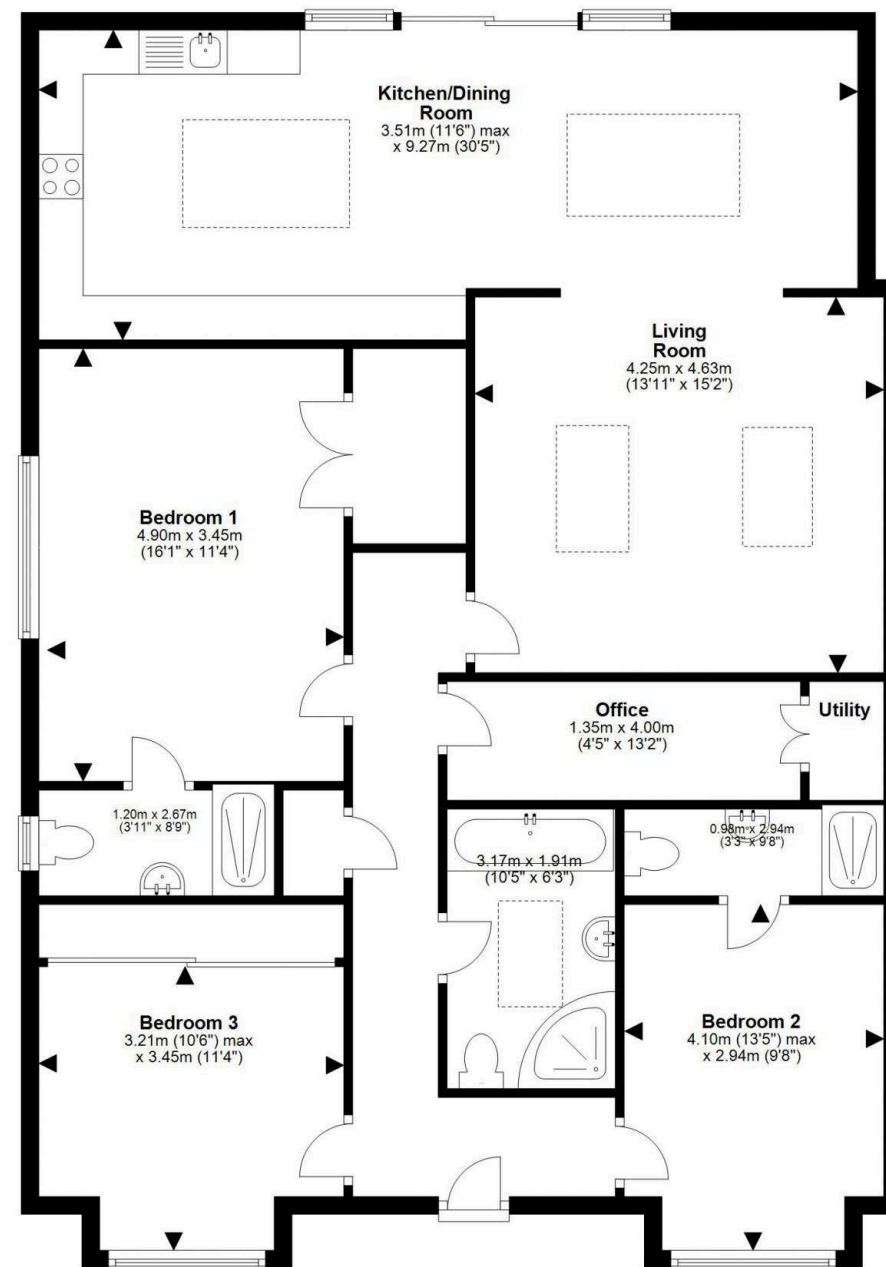 Kitchen/Dining
Room
3.51m (11'6") max
x 9.27m (30'5")
Living
Room
4.25m x 4.63m
(13'11" x 15'2")
Bedroom 1
4.90m x 3.45m
(16'1" x 11'4")
Office
1.35m x 4.00m
(4'5" x 13'2")
Utility
1.20m x 2.67m
(3'11" x 8'9")
3.17m x 1.91m
(10'5" x 6'3")
0.98m x 2.94m
(3'3" x 9'8")
Bedroom 3
3.21m (10'6") max
x 3.45m (11'4")
Bedroom 2
4.10m (13'5") max
x 2.94m (9'8")